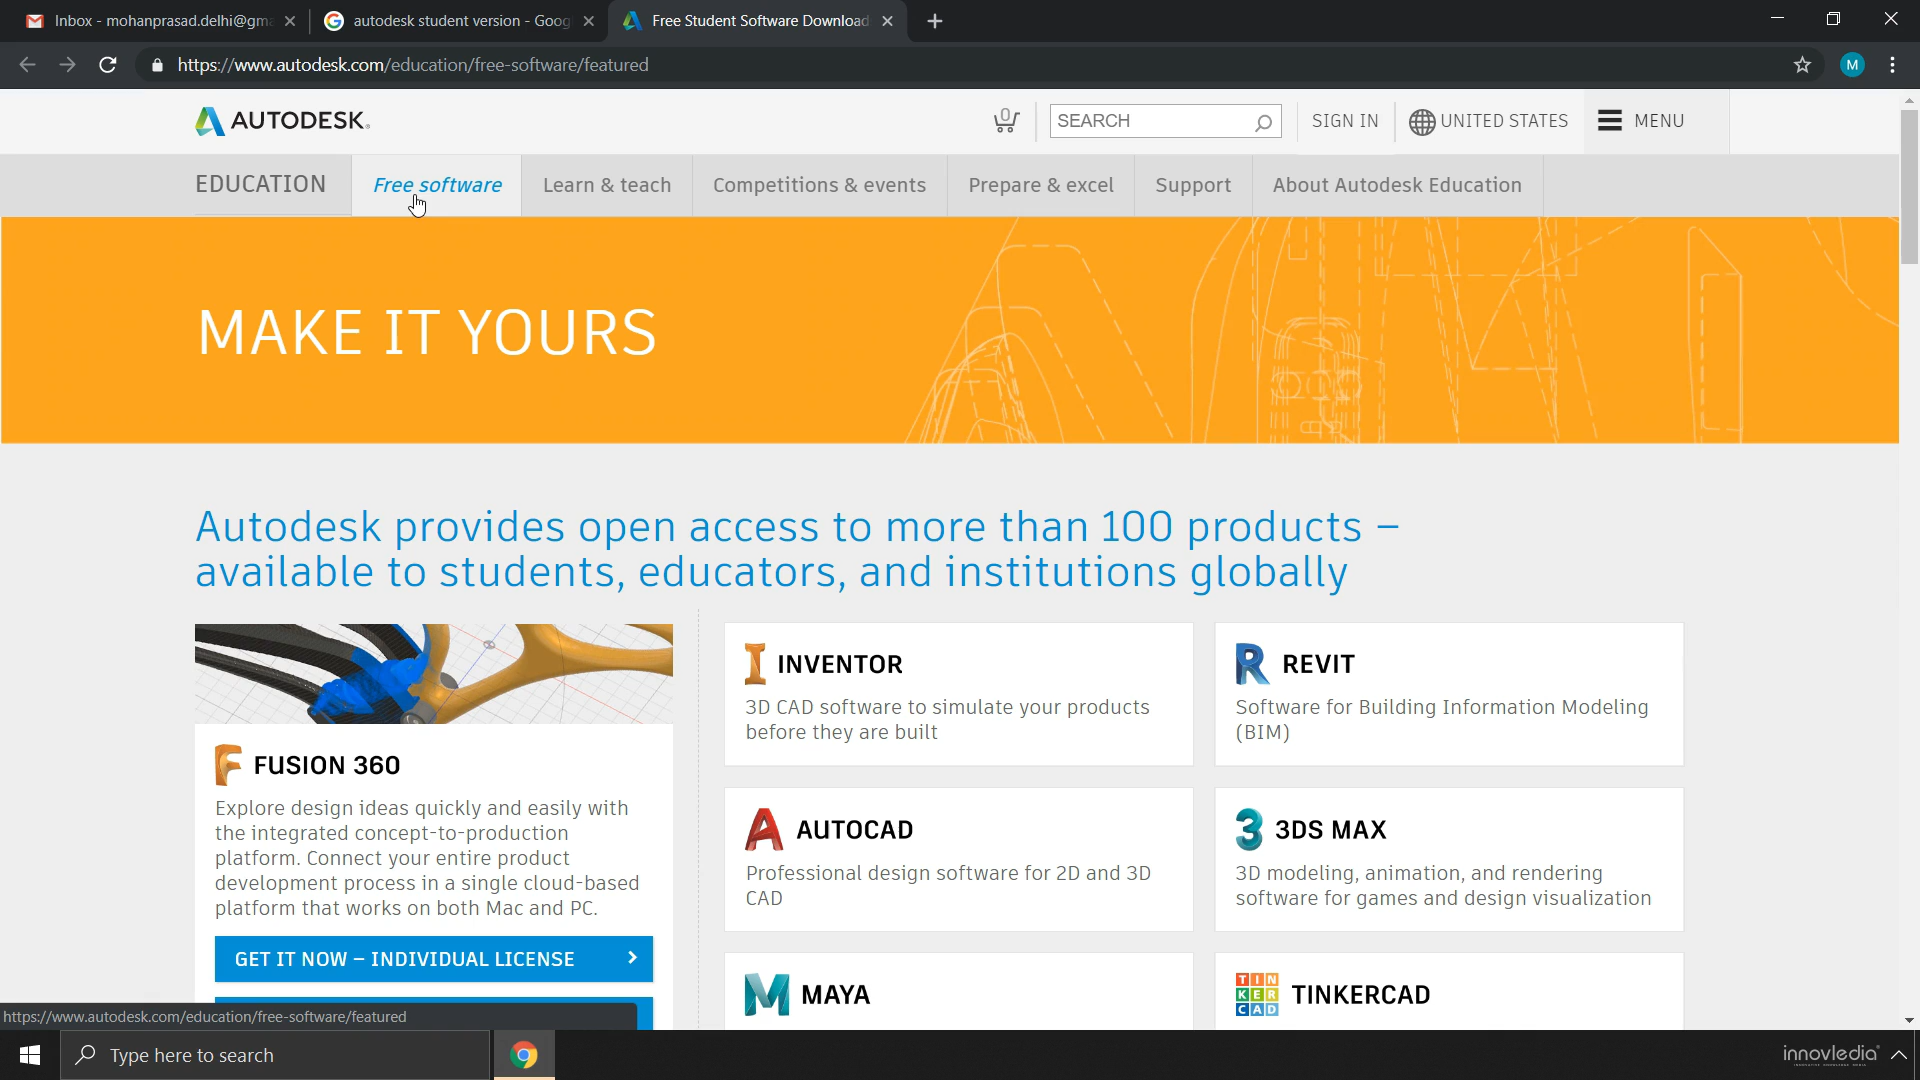 Inbox - mohanprasad.delhi@gma
autodesk student version - Goog
Free Student Software Download
https://www.autodesk.com/education/free-software/featured
M
AUTODESK.
0
SEARCH
SIGN IN
UNITED STATES
MENU
EDUCATION
Free software
Learn & teach
Competitions & events
Prepare & excel
Support
About Autodesk Education
MAKE IT YOURS
Autodesk provides open access to more than 100 products –
available to students, educators, and institutions globally
FUSION 360
Explore design ideas quickly and easily with
the integrated concept-to-production
platform. Connect your entire product
development process in a single cloud-based
platform that works on both Mac and PC.
GET IT NOW – INDIVIDUAL LICENSE
INVENTOR
3D CAD software to simulate your products
before they are built
REVIT
Software for Building Information Modeling
(BIM)
AUTOCAD
Professional design software for 2D and 3D
CAD
3DS MAX
3D modeling, animation, and rendering
software for games and design visualization
MAYA
TIN
KER
CAD
TINKERCAD
https://www.autodesk.com/education/free-software/featured
Type here to search
innovledia